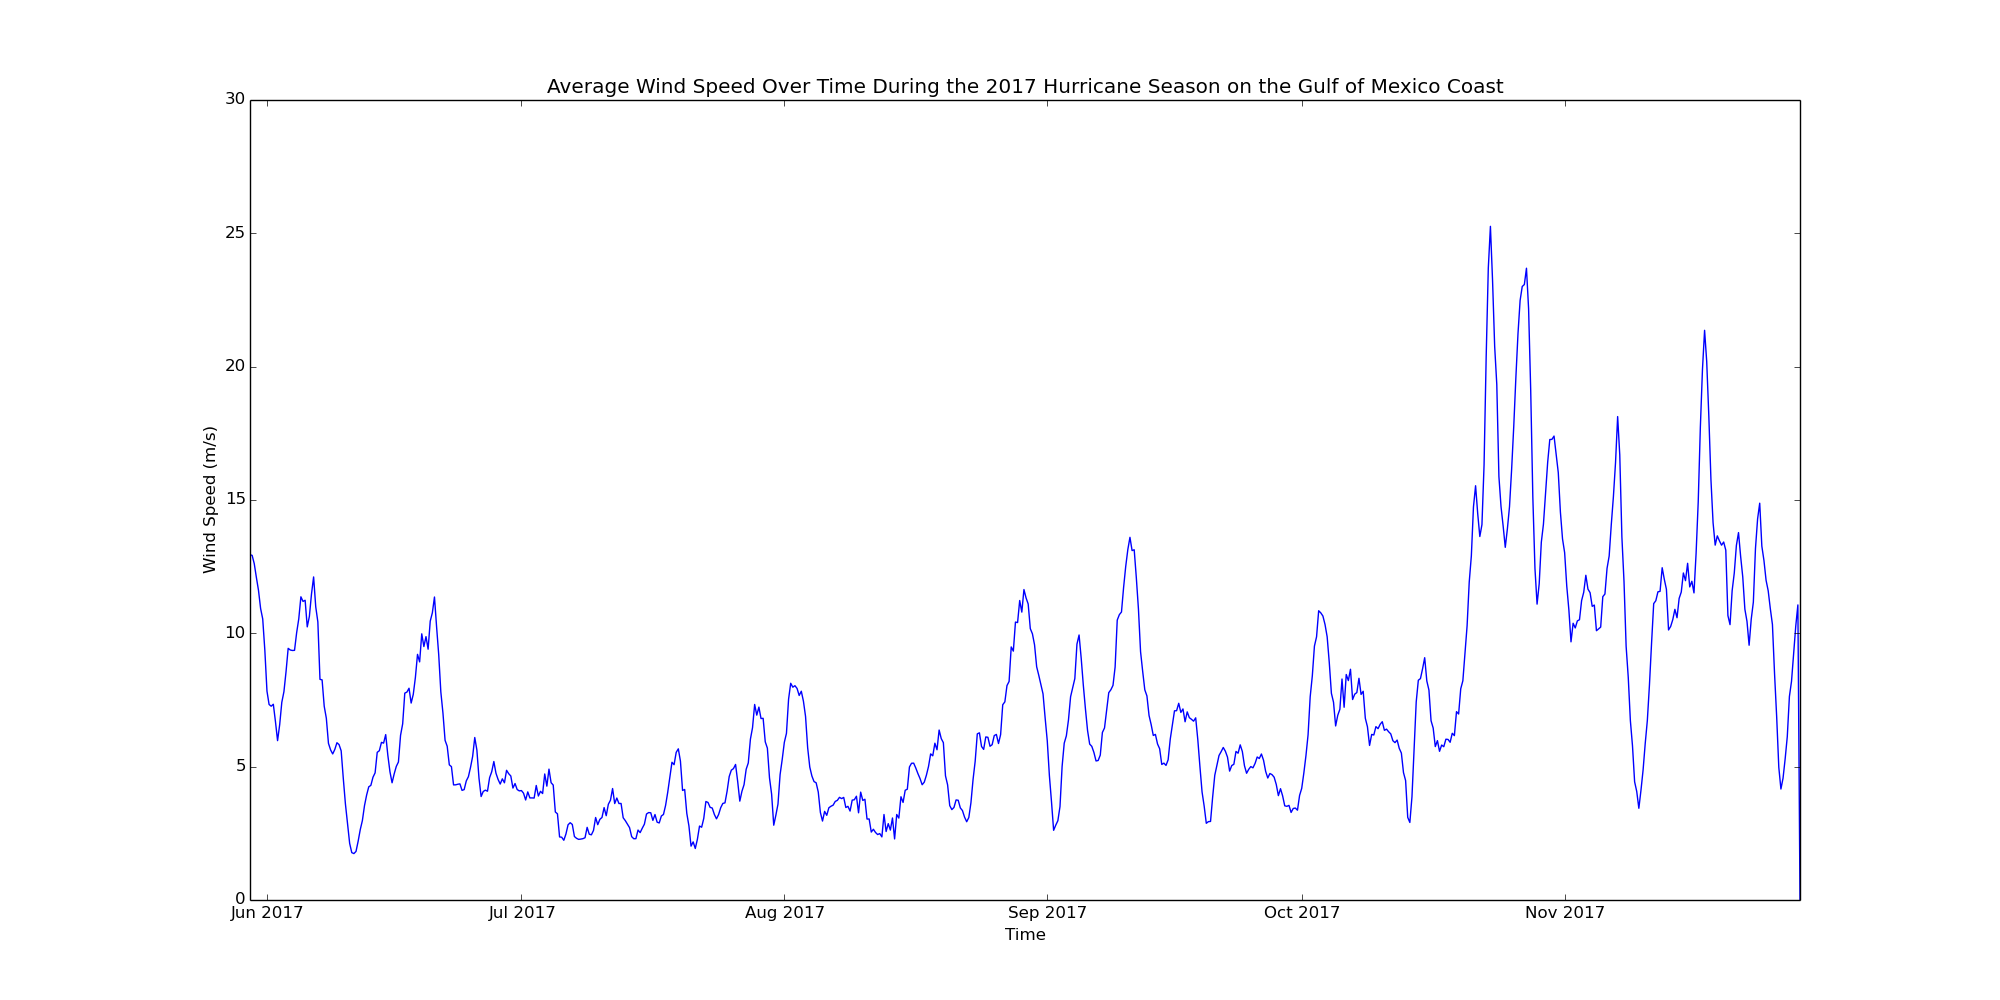 Average Wind Speed Over Time During the 2017 Hurricane Season on the Gulf of Mexico Coast
30
25
20
15
10
5
0
Wind Speed (m/s)
Jun 2017 Jul 2017 Aug 2017 Sep 2017 Oct 2017 Nov 2017
Time